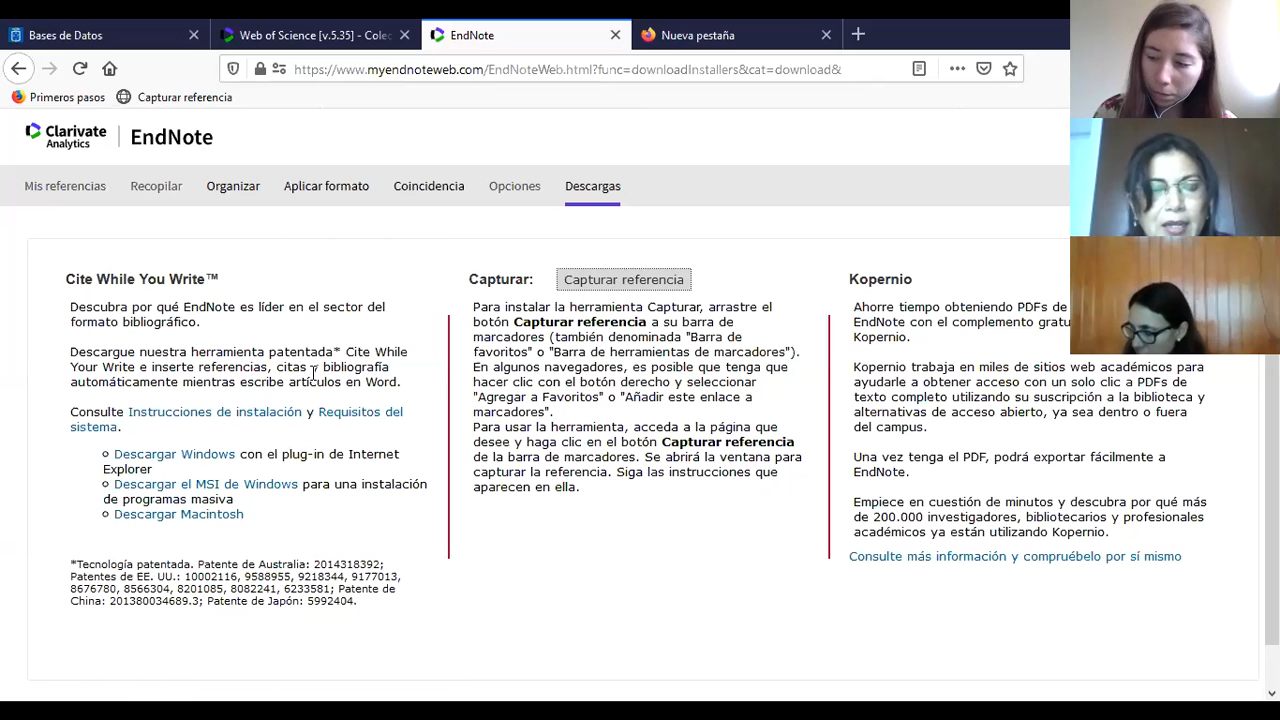 Bases de Datos
Web of Science [v.5.35] - Colec
EndNote
Nueva pestaña
https://www.myendnoteweb.com/EndNoteWeb.html?func=downloadInstallers&cat=download&
Primeros pasos
Capturar referencia
Clarivate
Analytics
EndNote
Mis referencias
Recopilar
Organizar
Aplicar formato
Coincidencia
Opciones
Descargas
Cite While You Write™
Descubra por qué EndNote es líder en el sector del
formato bibliográfico.
Descargue nuestra herramienta patentada* Cite While
Your Write e inserte referencias, citas y bibliografía
automáticamente mientras escribe artículos en Word.
Consulte Instrucciones de instalación y Requisitos del
sistema.
Descargar Windows con el plug-in de Internet
Explorer
Descargar el MSI de Windows para una instalación
de programas masiva
Descargar Macintosh
*Tecnología patentada. Patente de Australia: 2014318392;
Patentes de EE. UU.: 10002116, 9588955, 9218344, 9177013,
8676780, 8566304, 8201085, 8082241, 6233581; Patente de
China: 201380034689.3; Patente de Japón: 5992404.
Capturar:
Capturar referencia
Para instalar la herramienta Capturar, arrastre el
botón Capturar referencia a su barra de
marcadores (también denominada "Barra de
favoritos" o "Barra de herramientas de marcadores").
En algunos navegadores, es posible que tenga que
hacer clic con el botón derecho y seleccionar
"Agregar a Favoritos" o "Añadir este enlace a
marcadores".
Para usar la herramienta, acceda a la página que
desee y haga clic en el botón Capturar referencia
de la barra de marcadores. Se abrirá la ventana para
capturar la referencia. Siga las instrucciones que
aparecen en ella.
Kopernio
Ahorre tiempo obteniendo PDFs de
EndNote con el complemento gratu
Kopernio.
Kopernio trabaja en miles de sitios web académicos para
ayudarle a obtener acceso con un solo clic a PDFs de
texto completo utilizando su suscripción a la biblioteca y
alternativas de acceso abierto, ya sea dentro o fuera
del campus.
Una vez tenga el PDF, podrá exportar fácilmente a
EndNote.
Empiece en cuestión de minutos y descubra por qué más
de 200.000 investigadores, bibliotecarios y profesionales
académicos ya están utilizando Kopernio.
Consulte más información y compruébelo por sí mismo